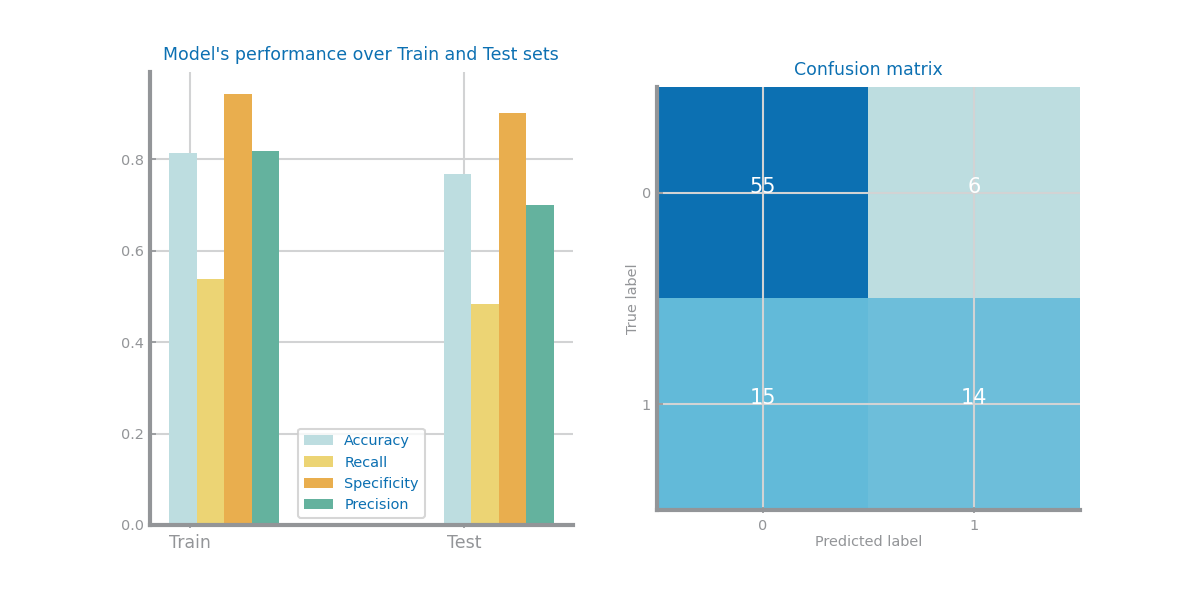 Model's performance over Train and Test sets
0.8
0.6
0.4
0.2
0.0
Accuracy
Recall
Specificity
Precision
Train
Test
Confusion matrix
True label
0
1
55
6
15
14
0
1
Predicted label